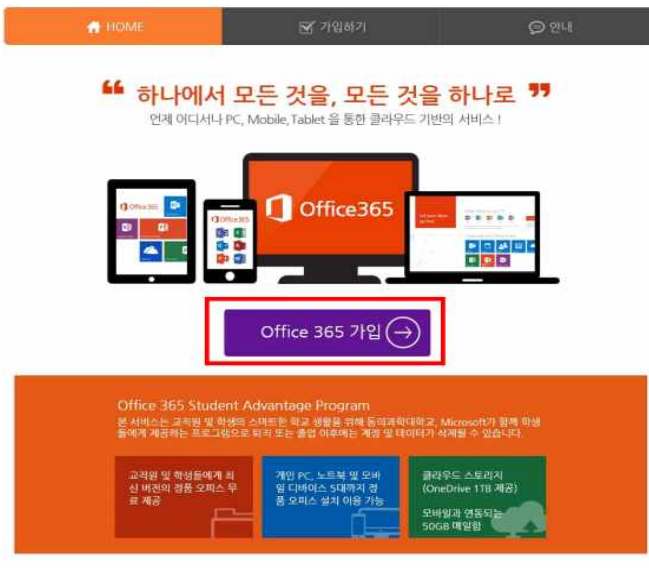 HOME
가입하기
안내
“ 하나에서 모든 것을, 모든 것을 하나로 ”
언제 어디서나 PC, Mobile,Tablet 을 통한 클라우드 기반의 서비스 !
Office 365
Office 365
Office365
Office 365 가입
Office 365 Student Advantage Program
본 서비스는 교직원 및 학생의 스마트한 학교 생활을 위해 동의과학대학교, Microsoft가 함께 학생
들에게 제공하는 프로그램으로 퇴직 또는 졸업 이후에는 계정 및 데이터가 삭제될 수 있습니다.
교직원 및 학생들에게 최
신 버전의 정품 오피스 무
료 제공
개인 PC, 노트북 및 모바
일 디바이스 5대까지 정
품 오피스 설치 이용 가능
클라우드 스토리지
(OneDrive 1TB 제공)
모바일과 연동되는
50GB 메일함